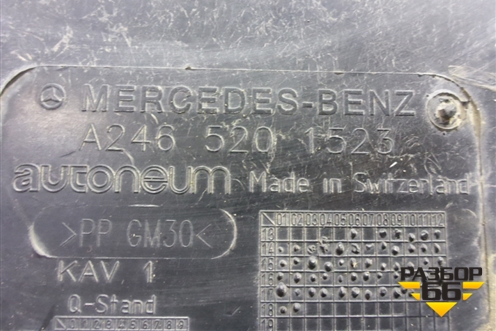 MERCEDES-BENZ
A246 520 1523
autoneum Made in Switzerland
>PP GM30<
KAV 1
Q-Stand
РАЗБОР
66